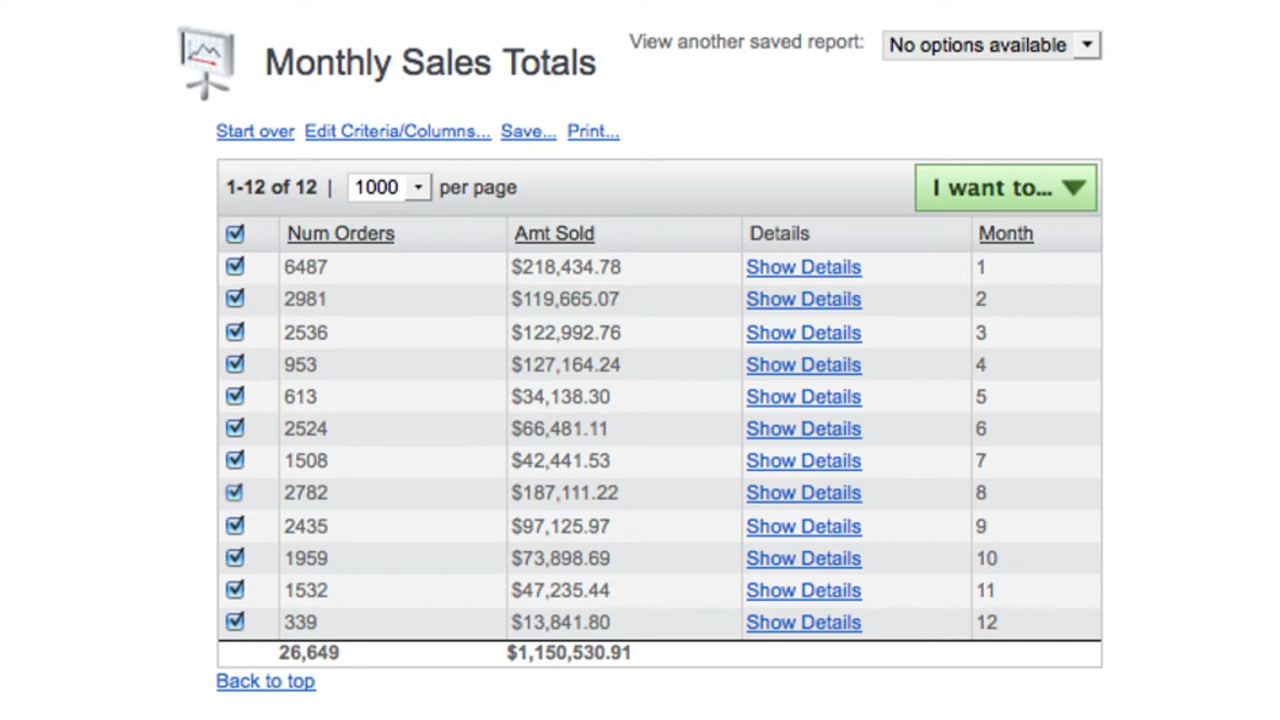 Monthly Sales Totals
View another saved report: No options available
Start over Edit Criteria/Columns... Save... Print...
1-12 of 12 | 1000 per page I want to...
Num Orders Amt Sold Details Month
6487 $218,434.78 Show Details 1
2981 $119,665.07 Show Details 2
2536 $122,992.76 Show Details 3
953 $127,164.24 Show Details 4
613 $34,138.30 Show Details 5
2524 $66,481.11 Show Details 6
1508 $42,441.53 Show Details 7
2782 $187,111.22 Show Details 8
2435 $97,125.97 Show Details 9
1959 $73,898.69 Show Details 10
1532 $47,235.44 Show Details 11
339 $13,841.80 Show Details 12
26,649 $1,150,530.91
Back to top